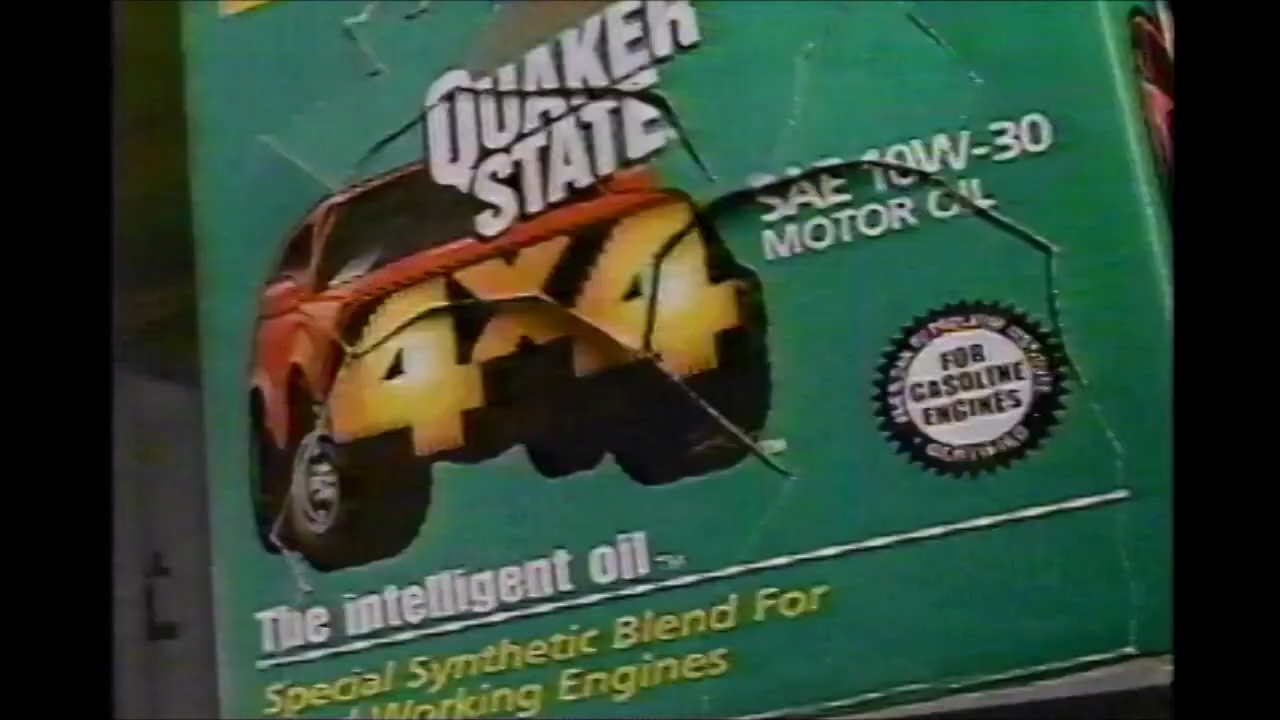 QUAKER
STATE
4X4
SAE 10W-30
MOTOR OIL
FOR
GASOLINE
ENGINES
CERTIFIED
The intelligent oil
Special Synthetic Blend For
Working Engines